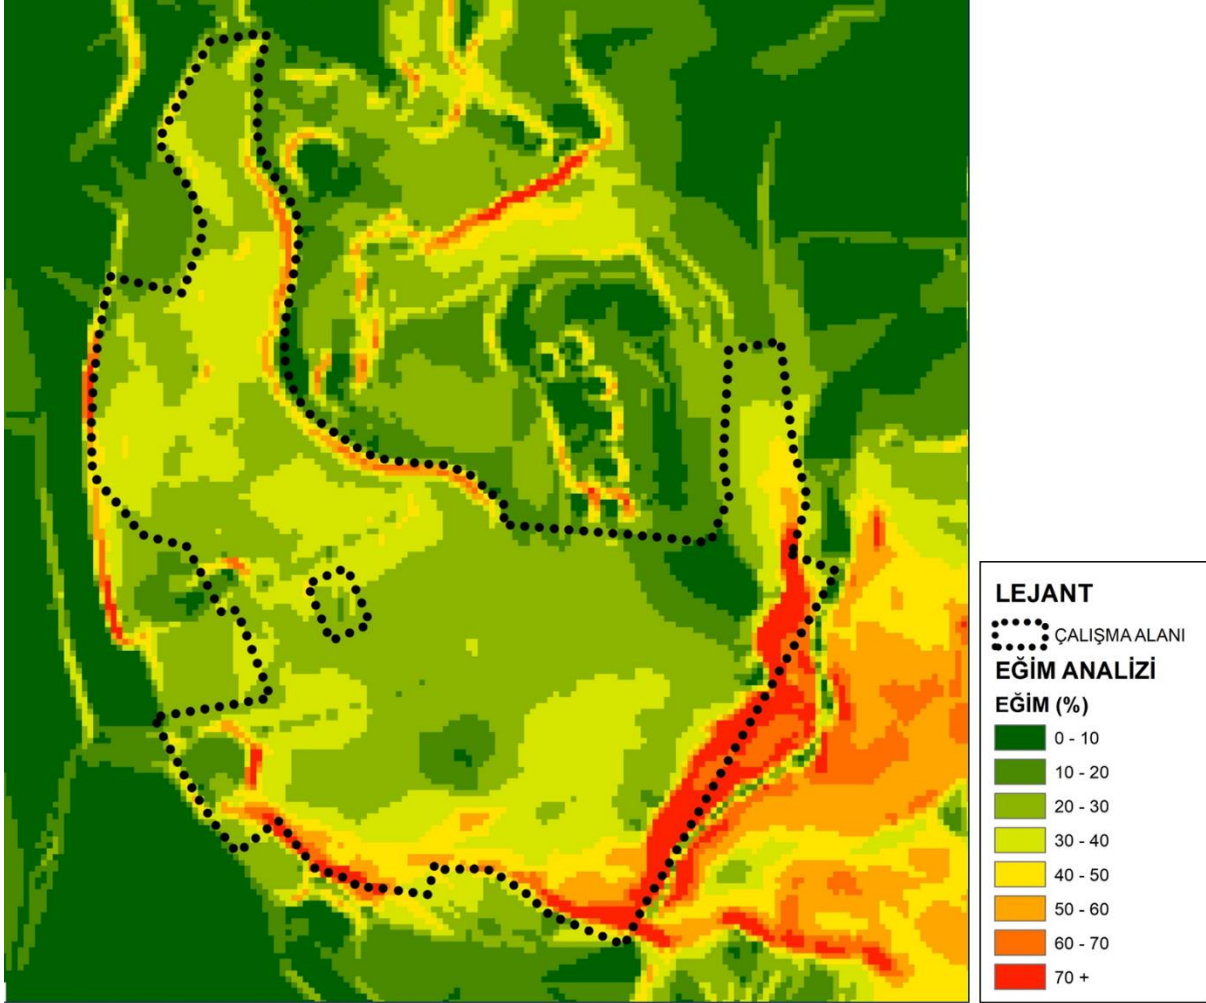 LEJANT
ÇALIŞMA ALANI
EĞİM ANALİZİ
EĞİM (%)
0 - 10
10 - 20
20 - 30
30 - 40
40 - 50
50 - 60
60 - 70
70 +